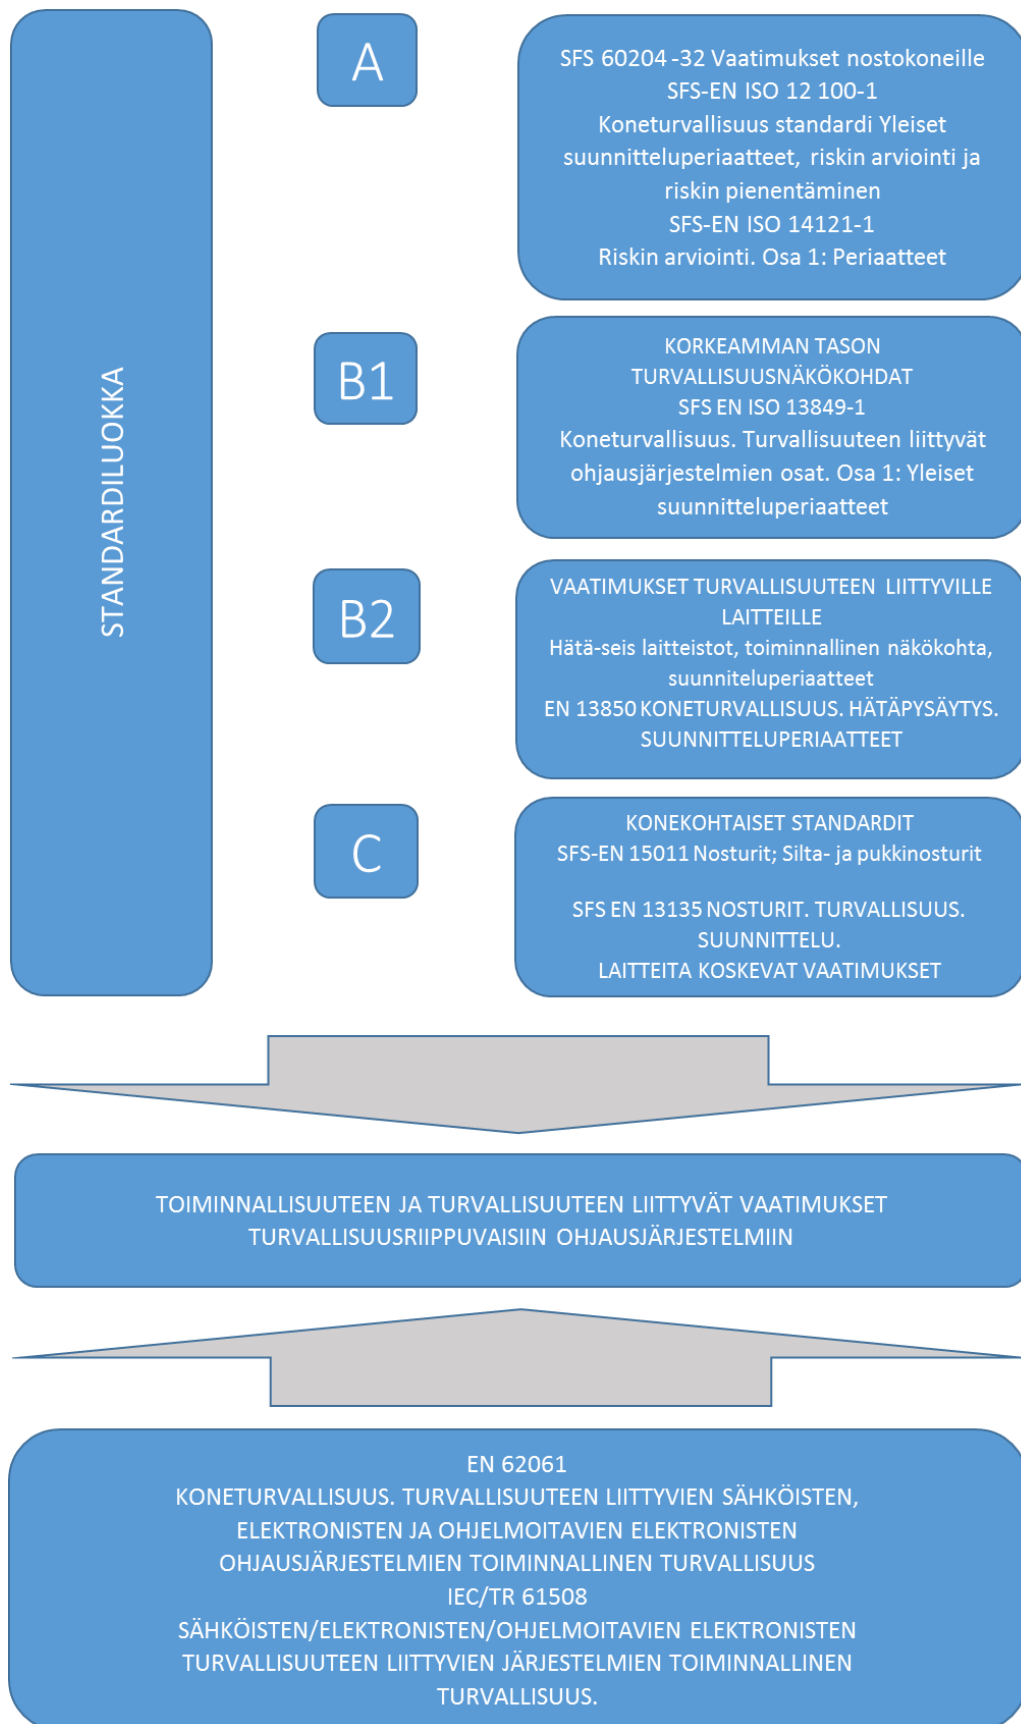 STANDARDILUOKKA
A
SFS 60204 -32 Vaatimukset nostokoneille
SFS-EN ISO 12 100-1
Koneturvallisuus standardi Yleiset
suunnitteluperiaatteet, riskin arviointi ja
riskin pienentäminen
SFS-EN ISO 14121-1
Riskin arviointi. Osa 1: Periaatteet
B1
KORKEAMMAN TASON
TURVALLISUUSNÄKÖKOHDAT
SFS EN ISO 13849-1
Koneturvallisuus. Turvallisuuteen liittyvät
ohjausjärjestelmien osat. Osa 1: Yleiset
suunnitteluperiaatteet
B2
VAATIMUKSET TURVALLISUUTEEN LIITTYVILLE
LAITTEILLE
Hätä-seis laitteistot, toiminnallinen näkökohta,
suunniteluperiaatteet
EN 13850 KONETURVALLISUUS. HÄTÄPYSÄYTYS.
SUUNNITTELUPERIAATTEET
C
KONEKOHTAISET STANDARDIT
SFS-EN 15011 Nosturit; Silta- ja pukkinosturit
SFS EN 13135 NOSTURIT. TURVALLISUUS.
SUUNNITTELU.
LAITTEITA KOSKEVAT VAATIMUKSET
TOIMINNALLISUUTEEN JA TURVALLISUUTEEN LIITTYVÄT VAATIMUKSET
TURVALLISUUSRIIPPUVAISIIN OHJAUSJÄRJESTELMIIN
EN 62061
KONETURVALLISUUS. TURVALLISUUTEEN LIITTYVIEN SÄHKÖISTEN,
ELEKTRONISTEN JA OHJELMOITAVIEN ELEKTRONISTEN
OHJAUSJÄRJESTELMIEN TOIMINNALLINEN TURVALLISUUS
IEC/TR 61508
SÄHKÖISTEN/ELEKTRONISTEN/OHJELMOITAVIEN ELEKTRONISTEN
TURVALLISUUTEEN LIITTYVIEN JÄRJESTELMIEN TOIMINNALLINEN
TURVALLISUUS.